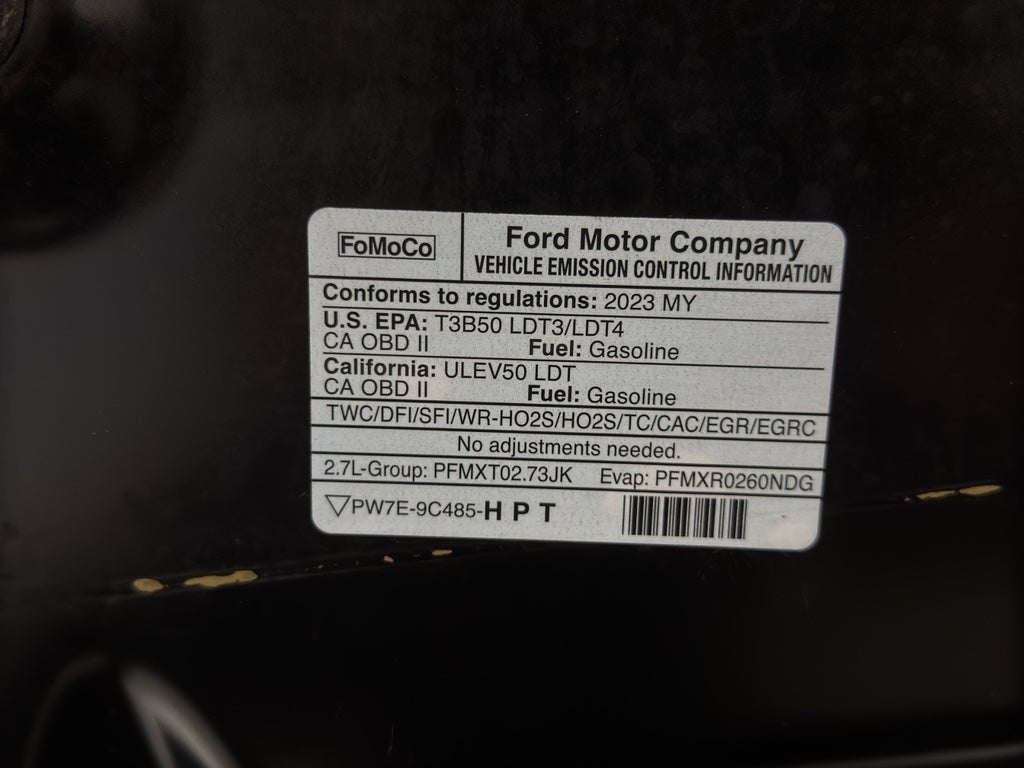 FoMoCo
Ford Motor Company
VEHICLE EMISSION CONTROL INFORMATION
Conforms to regulations: 2023 MY
U.S. EPA: T3B50 LDT3/LDT4
CA OBD II Fuel: Gasoline
California: ULEV50 LDT
CA OBD II Fuel: Gasoline
TWC/DFI/SFI/WR-HO2S/HO2S/TC/CAC/EGR/EGRC
No adjustments needed.
2.7L-Group: PFMXT02.73JK Evap: PFMXR0260NDG
PW7E-9C485-H P T